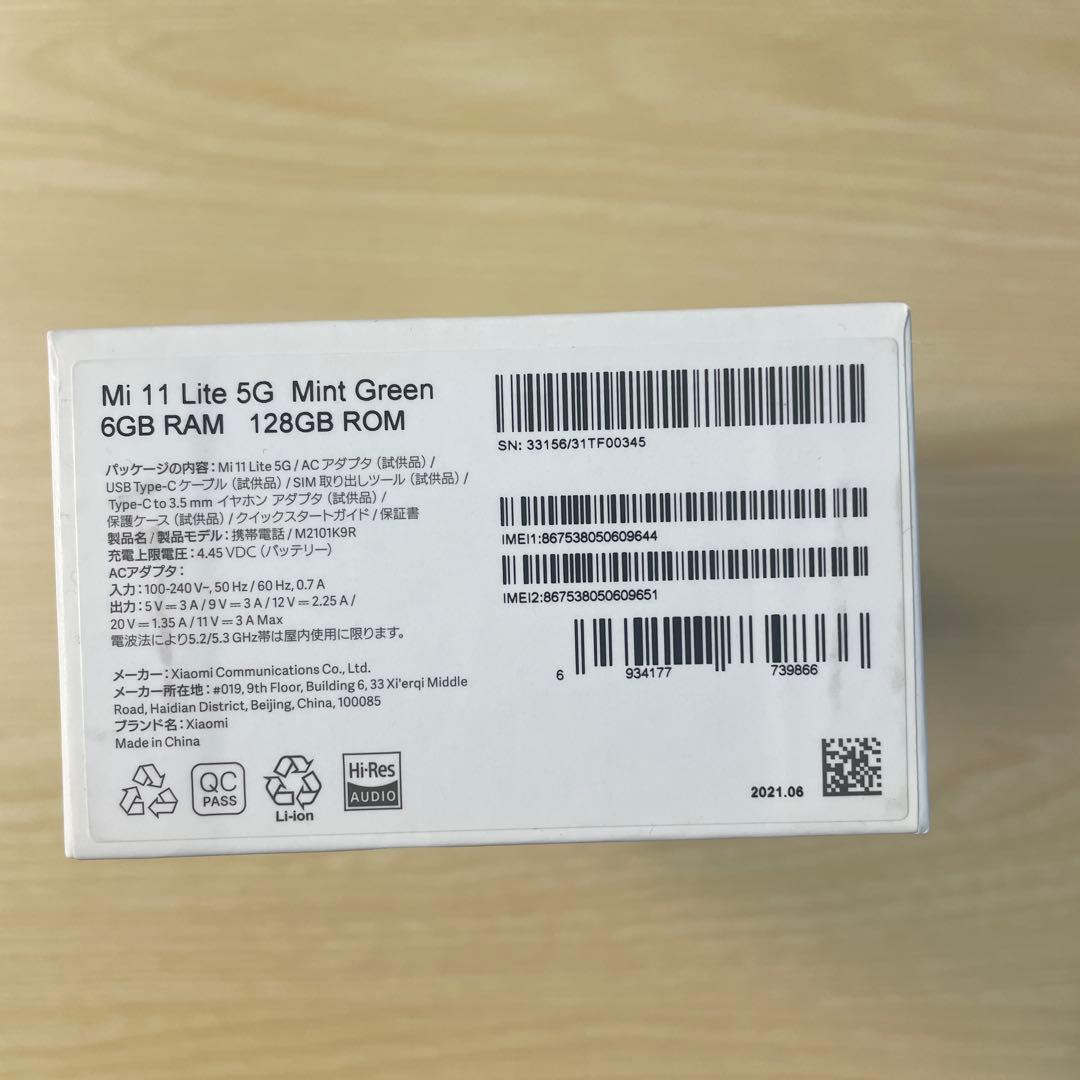 Mi 11 Lite 5G Mint Green
6GB RAM 128GB ROM
パッケージの内容：Mi 11 Lite 5G / AC アダプタ（試供品）/
USB Type-C ケーブル（試供品）/ SIM 取り出しツール（試供品）/
Type-C to 3.5 mm イヤホン アダプタ（試供品）/
保護ケース（試供品）/ クイックスタートガイド / 保証書
製品名 / 製品モデル：携帯電話 / M2101K9R
充電上限電圧：4.45 VDC（バッテリー）
ACアダプタ：
入力：100-240 V~, 50 Hz / 60 Hz, 0.7 A
出力：5 V ⎓ 3 A / 9 V ⎓ 3 A / 12 V ⎓ 2.25 A /
20 V ⎓ 1.35 A / 11 V ⎓ 3 A Max
電波法により5.2/5.3 GHz帯は屋内使用に限ります。
メーカー：Xiaomi Communications Co., Ltd.
メーカー所在地：#019, 9th Floor, Building 6, 33 Xi'erqi Middle
Road, Haidian District, Beijing, China, 100085
ブランド名：Xiaomi
Made in China
QC
PASS
Li-ion
Hi-Res
AUDIO
SN: 33156/31TF00345
IMEI1:867538050609644
IMEI2:867538050609651
6 934177 739866
2021.06